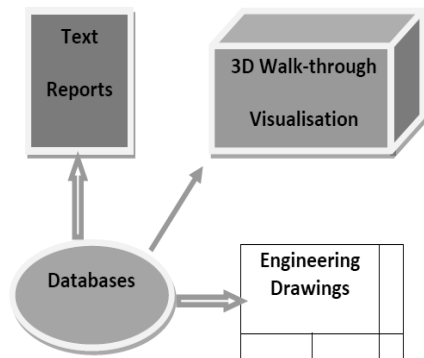 Text
Reports
3D Walk-through
Visualisation
Databases
Engineering
Drawings